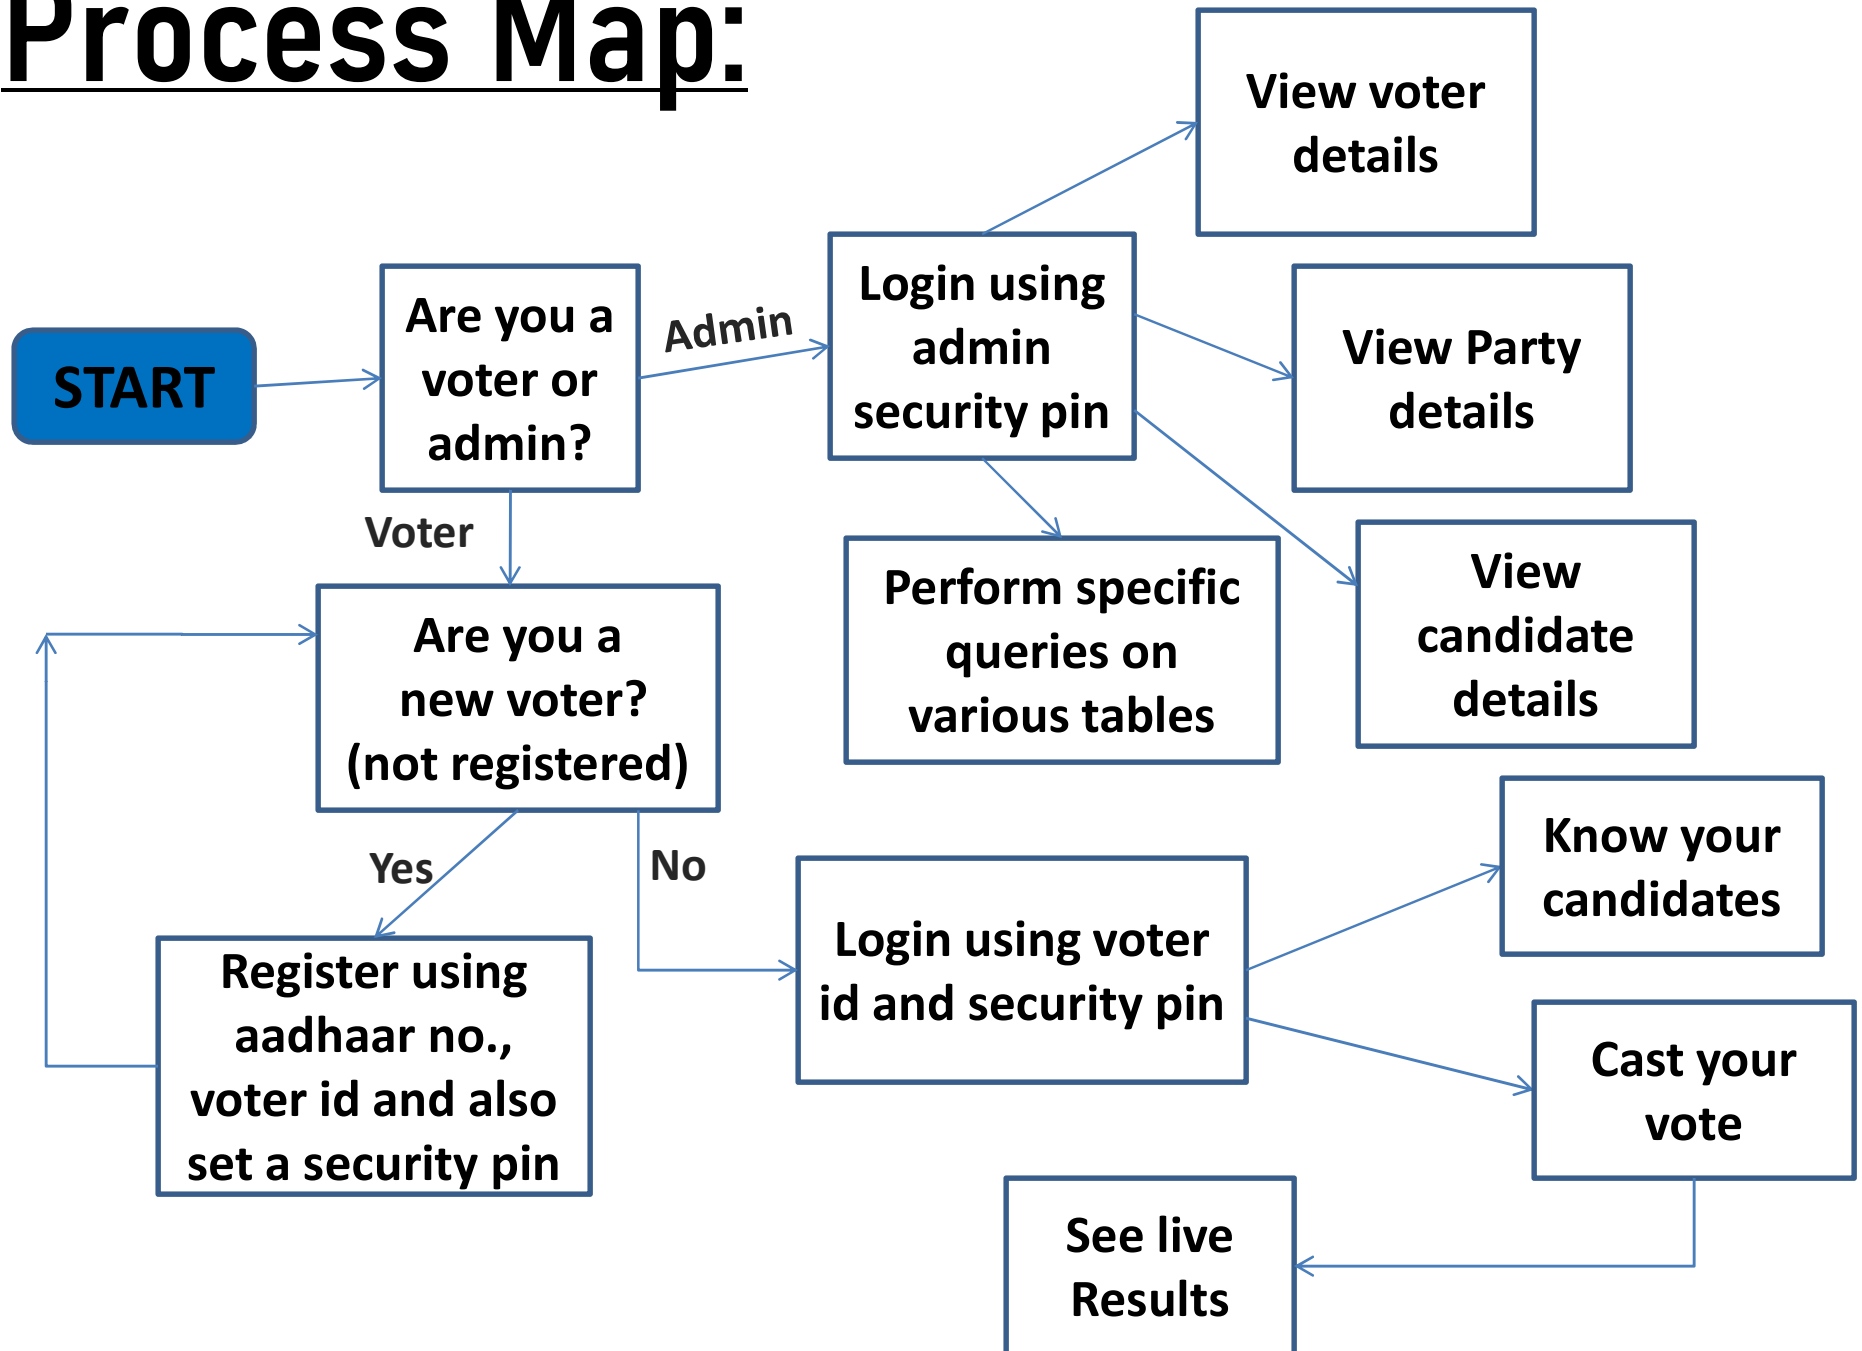 Process Map:
View voter
details
START
Are you a
voter or
admin?
Admin
Login using
admin
security pin
View Party
details
Voter
Perform specific
queries on
various tables
View
candidate
details
Are you a
new voter?
(not registered)
Yes
No
Register using
aadhaar no.,
voter id and also
set a security pin
Login using voter
id and security pin
Know your
candidates
Cast your
vote
See live
Results